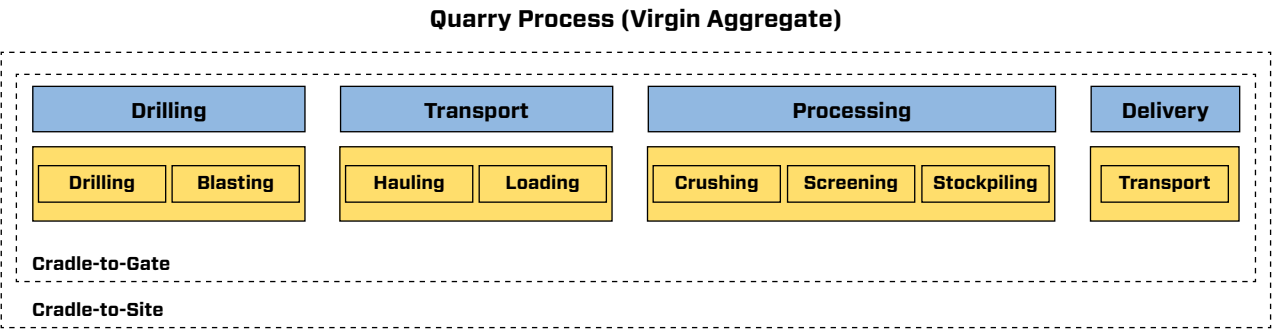 Quarry Process (Virgin Aggregate)
Drilling
Transport
Processing
Delivery
Drilling
Blasting
Hauling
Loading
Crushing
Screening
Stockpiling
Transport
Cradle-to-Gate
Cradle-to-Site